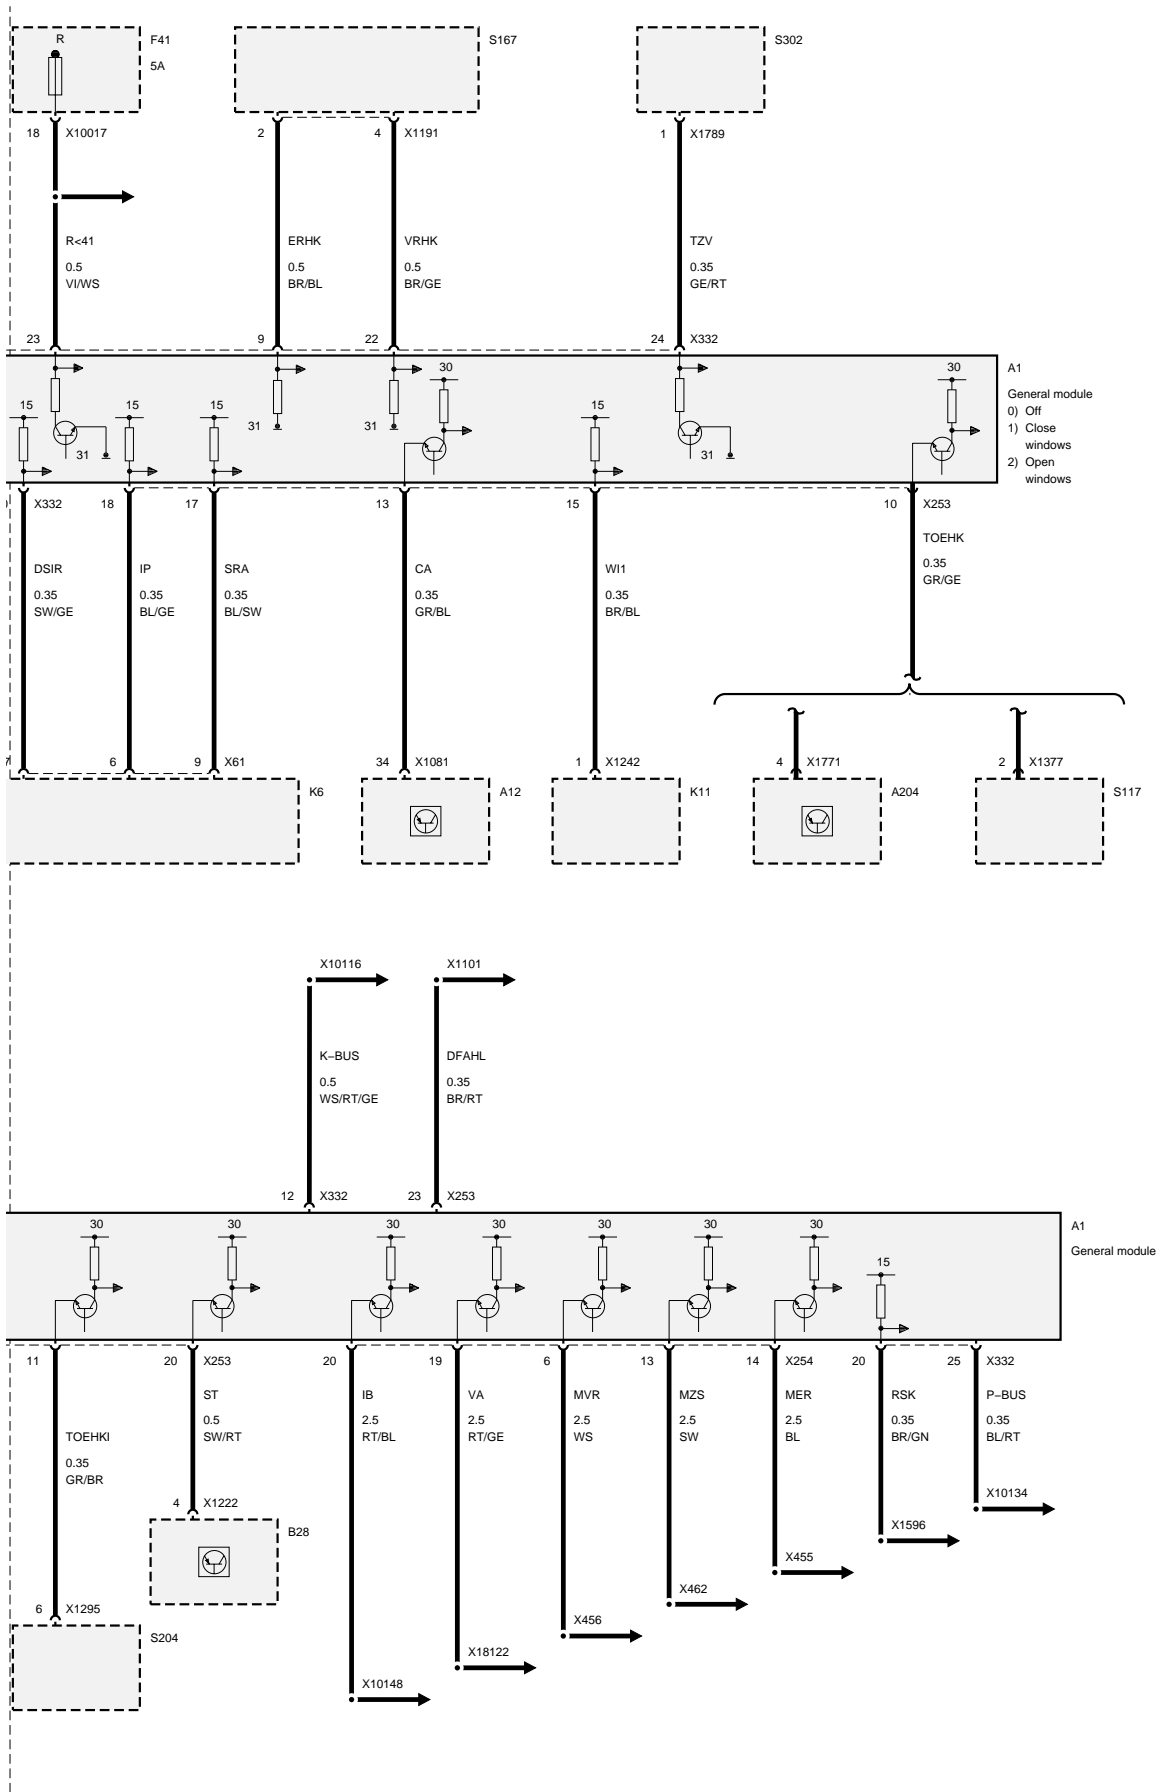 R
F41
5A
S167
S302
18 X10017
2
4 X1191
1 X1789
R<41
0.5
VI/WS
ERHK
0.5
BR/BL
VRHK
0.5
BR/GE
TZV
0.35
GE/RT
23
9
22
24 X332
A1
General module
0) Off
1) Close
windows
2) Open
windows
30
30
15
15
15
15
31
31
31
31
X332
18
17
13
15
10 X253
TOEHK
0.35
GR/GE
DSIR
0.35
SW/GE
IP
0.35
BL/GE
SRA
0.35
BL/SW
CA
0.35
GR/BL
WI1
0.35
BR/BL
6
9 X61
34 X1081
1 X1242
4 X1771
2 X1377
K6
A12
K11
A204
S117
X10116
X1101
K−BUS
0.5
WS/RT/GE
DFAHL
0.35
BR/RT
12 X332
23 X253
30
30
30
30
30
30
30
15
A1
General module
11
20 X253
20
19
6
13
14 X254
20
25 X332
ST
0.5
SW/RT
IB
2.5
RT/BL
VA
2.5
RT/GE
MVR
2.5
WS
MZS
2.5
SW
MER
2.5
BL
RSK
0.35
BR/GN
P−BUS
0.35
BL/RT
TOEHKI
0.35
GR/BR
4 X1222
B28
X10134
X1596
X455
X462
6 X1295
S204
X456
X18122
X10148